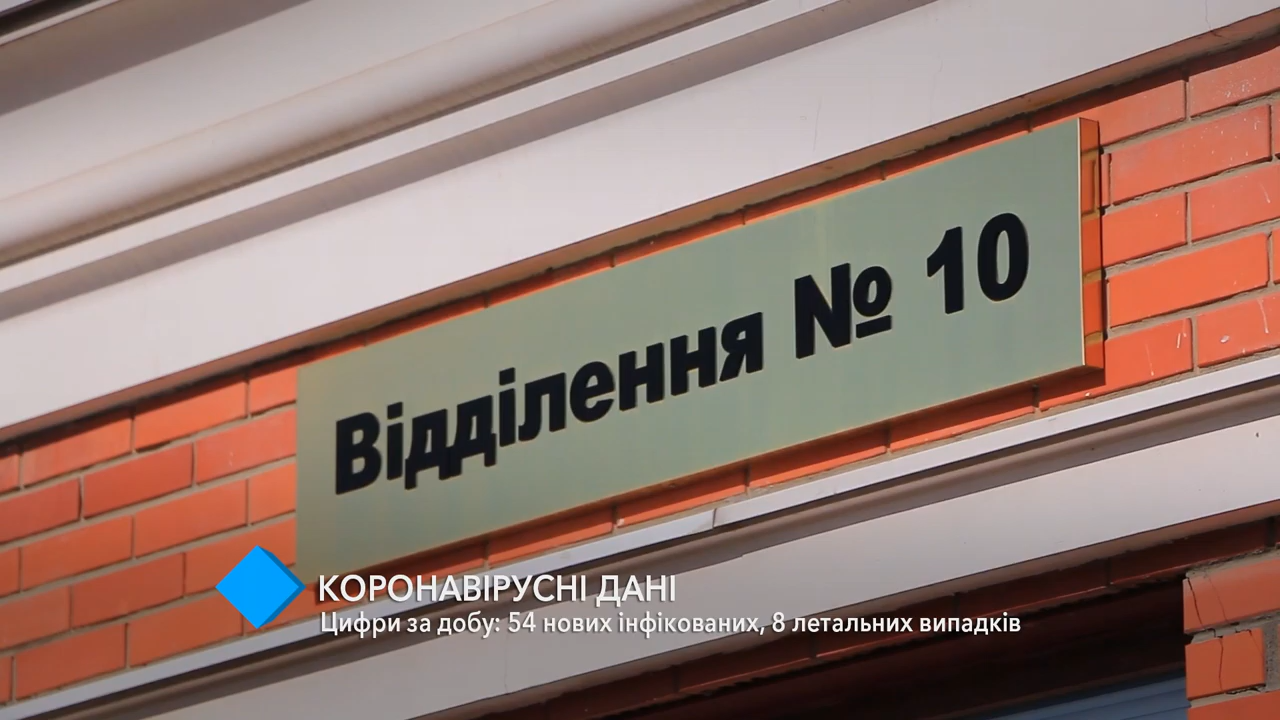 Відділення № 10
КОРОНАВІРУСНІ ДАНІ
Цифри за добу: 54 нових інфікованих, 8 летальних випадків